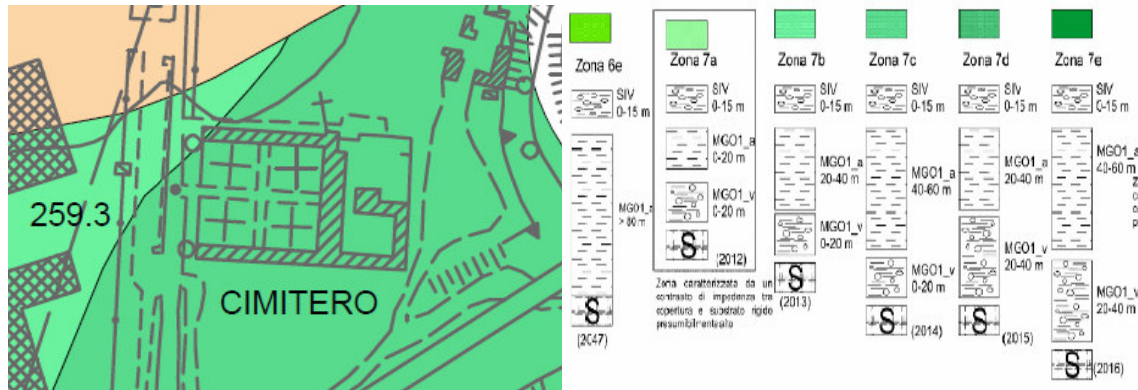 259.3
CIMITERO
Zona 6e
SIV
0-15 m
> 80 m
(2047)
Zona 7a
SIV
0-15 m
MGO1_a
0-20 m
MGO1_v
0-20 m
S
(2012)
Zona caratterizzata da un
contrasto di impedenza tra
copertura e substrato rigido
presumibilmente alto
Zona 7b
SIV
0-15 m
MGO1_a
20-40 m
MGO1_v
0-20 m
S
(2013)
Zona 7c
SIV
0-15 m
MGO1_a
40-60 m
MGO1_v
0-20 m
S
(2014)
Zona 7d
SIV
0-15 m
MGO1_a
20-40 m
MGO1_v
20-40 m
S
(2015)
Zona 7e
SIV
0-15 m
MGO1_a
40-60 m
MGO1_v
20-40 m
S
(2016)